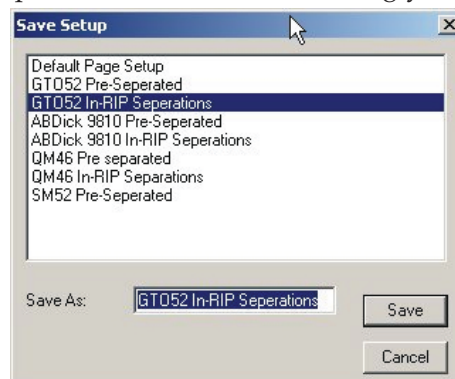 Save Setup
Default Page Setup
GTO52 Pre-Seperated
GTO52 In-RIP Seperations
ABDick 9810 Pre-Seperated
ABDick 9810 In-RIP Seperations
QM46 Pre separated
QM46 In-RIP Separations
SM52 Pre-Seperated
Save As:
GTO52 In-RIP Seperations
Save
Cancel